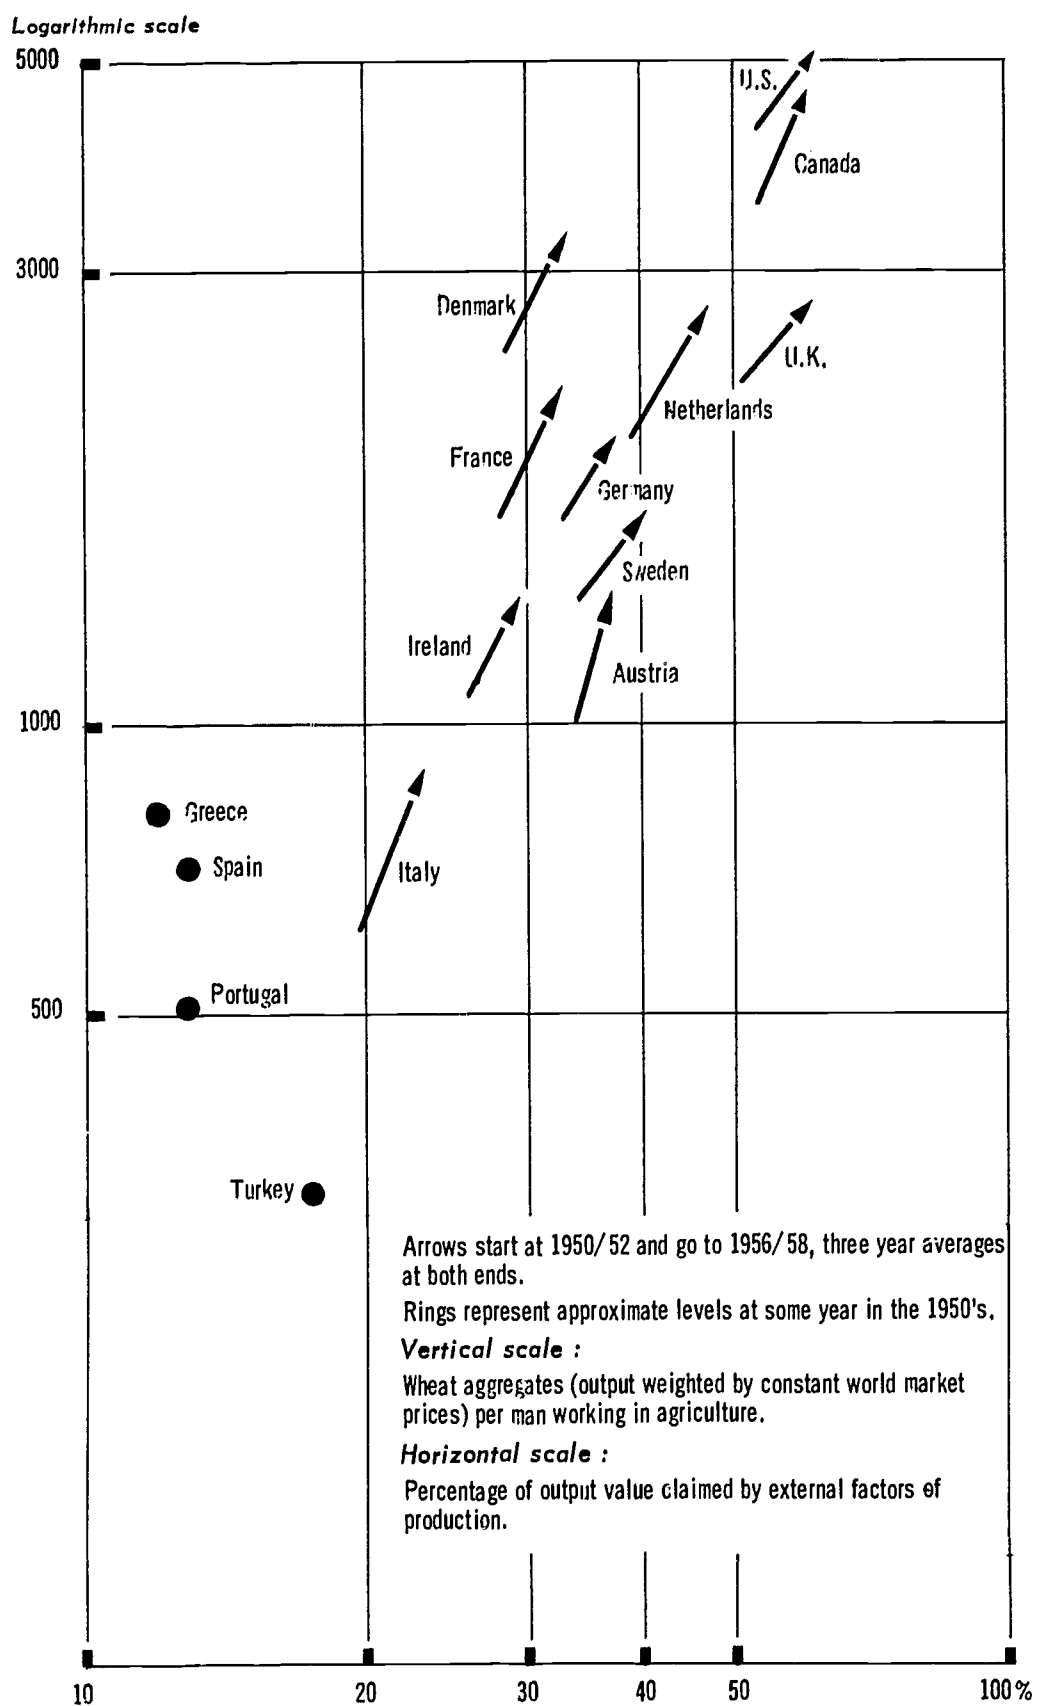 Logarithmic scale
5000
U.S.
Canada
3000
Denmark
U.K.
Netherlands
France
Germany
Sweden
Ireland
Austria
1000
Greece
Spain
Italy
Portugal
500
Turkey
Arrows start at 1950/52 and go to 1956/58, three year averages
at both ends.
Rings represent approximate levels at some year in the 1950's.
Vertical scale :
Wheat aggregates (output weighted by constant world market
prices) per man working in agriculture.
Horizontal scale :
Percentage of output value claimed by external factors of
production.
10 20 30 40 50 100%